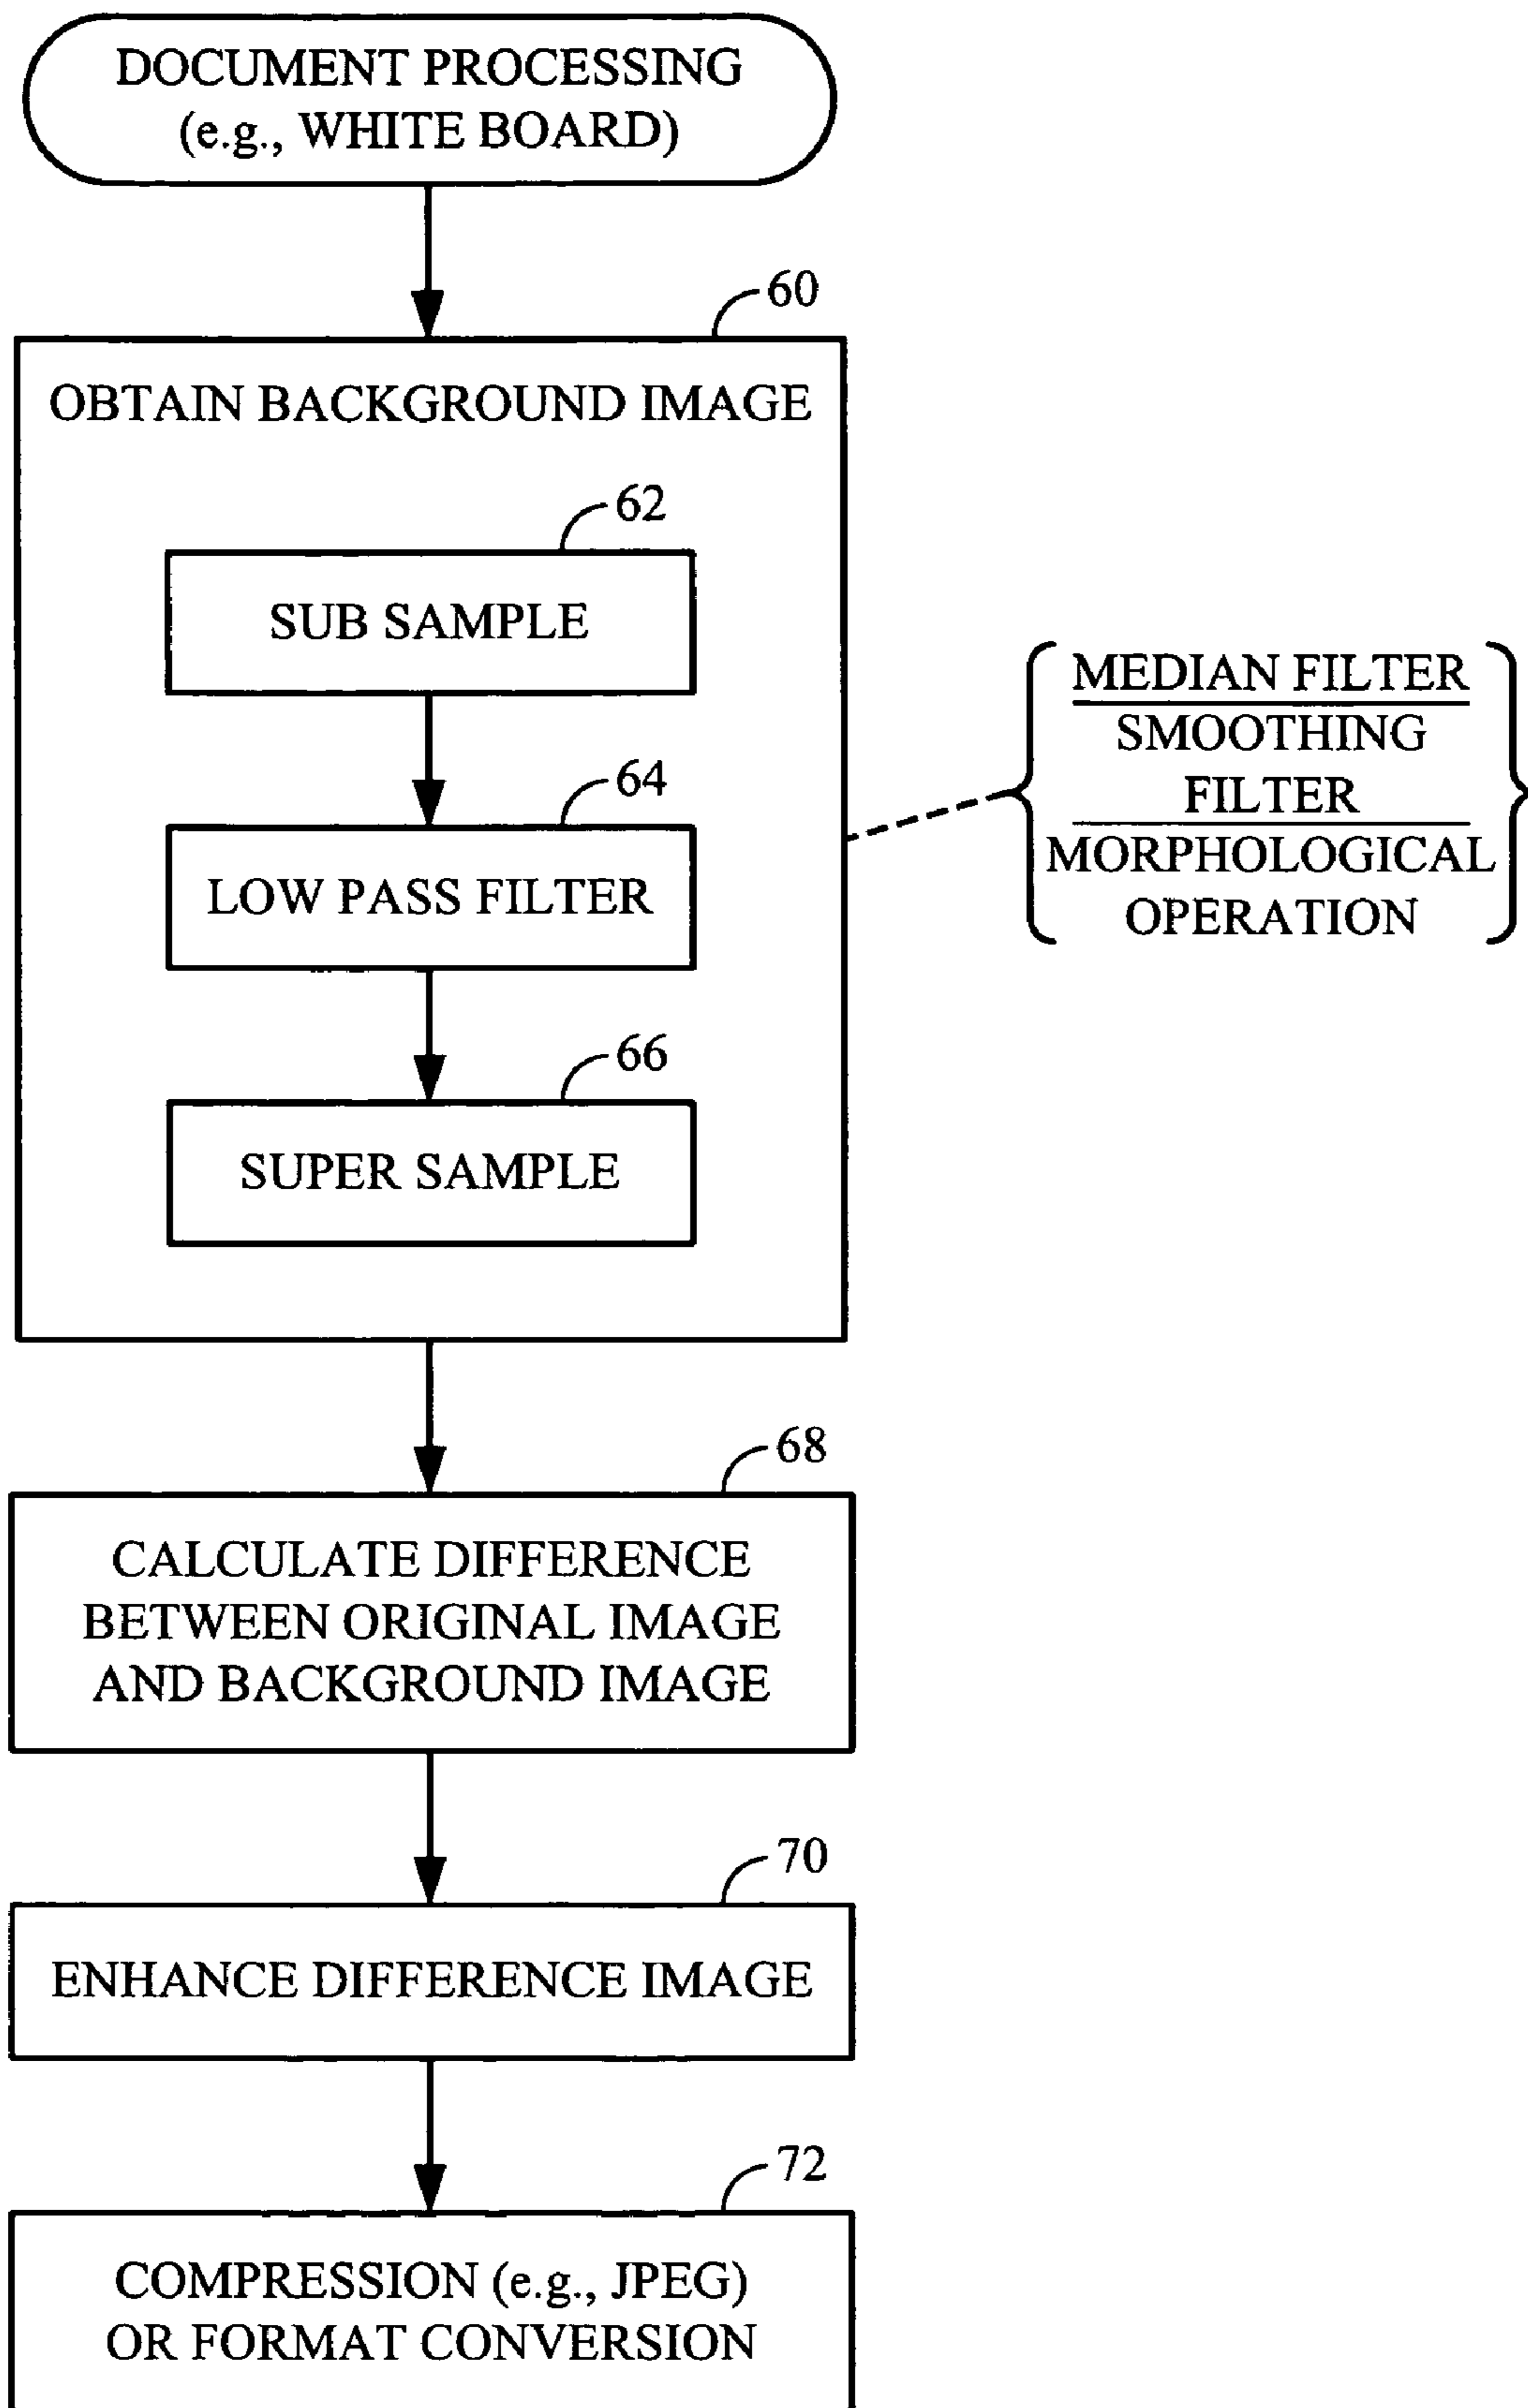 DOCUMENT PROCESSING
(e.g., WHITE BOARD)
60
OBTAIN BACKGROUND IMAGE
62
SUB SAMPLE
64
LOW PASS FILTER
66
SUPER SAMPLE
MEDIAN FILTER
SMOOTHING
FILTER
MORPHOLOGICAL
OPERATION
68
CALCULATE DIFFERENCE
BETWEEN ORIGINAL IMAGE
AND BACKGROUND IMAGE
70
ENHANCE DIFFERENCE IMAGE
72
COMPRESSION (e.g., JPEG)
OR FORMAT CONVERSION